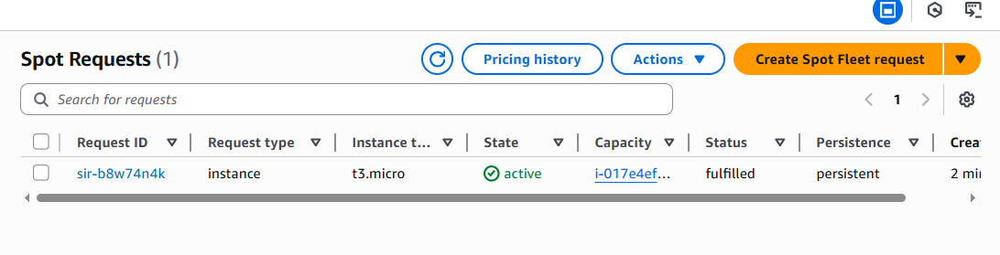 Spot Requests (1) Pricing history Actions Create Spot Fleet request
Search for requests 1
Request ID Request type Instance t... State Capacity Status Persistence Crea
sir-b8w74n4k instance t3.micro active i-017e4ef... fulfilled persistent 2 mi